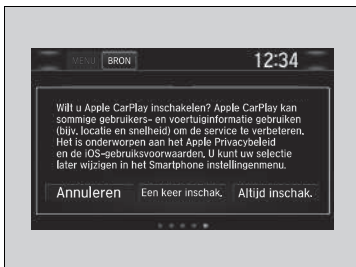 MENU BRON 12:34
Wilt u Apple CarPlay inschakelen? Apple CarPlay kan
sommige gebruikers- en voertuiginformatie gebruiken
(bijv. locatie en snelheid) om de service te verbeteren.
Het is onderworpen aan het Apple Privacybeleid
en de iOS-gebruiksvoorwaarden. U kunt uw selectie
later wijzigen in het Smartphone instellingenmenu.
Annuleren Een keer inschak. Altijd inschak.